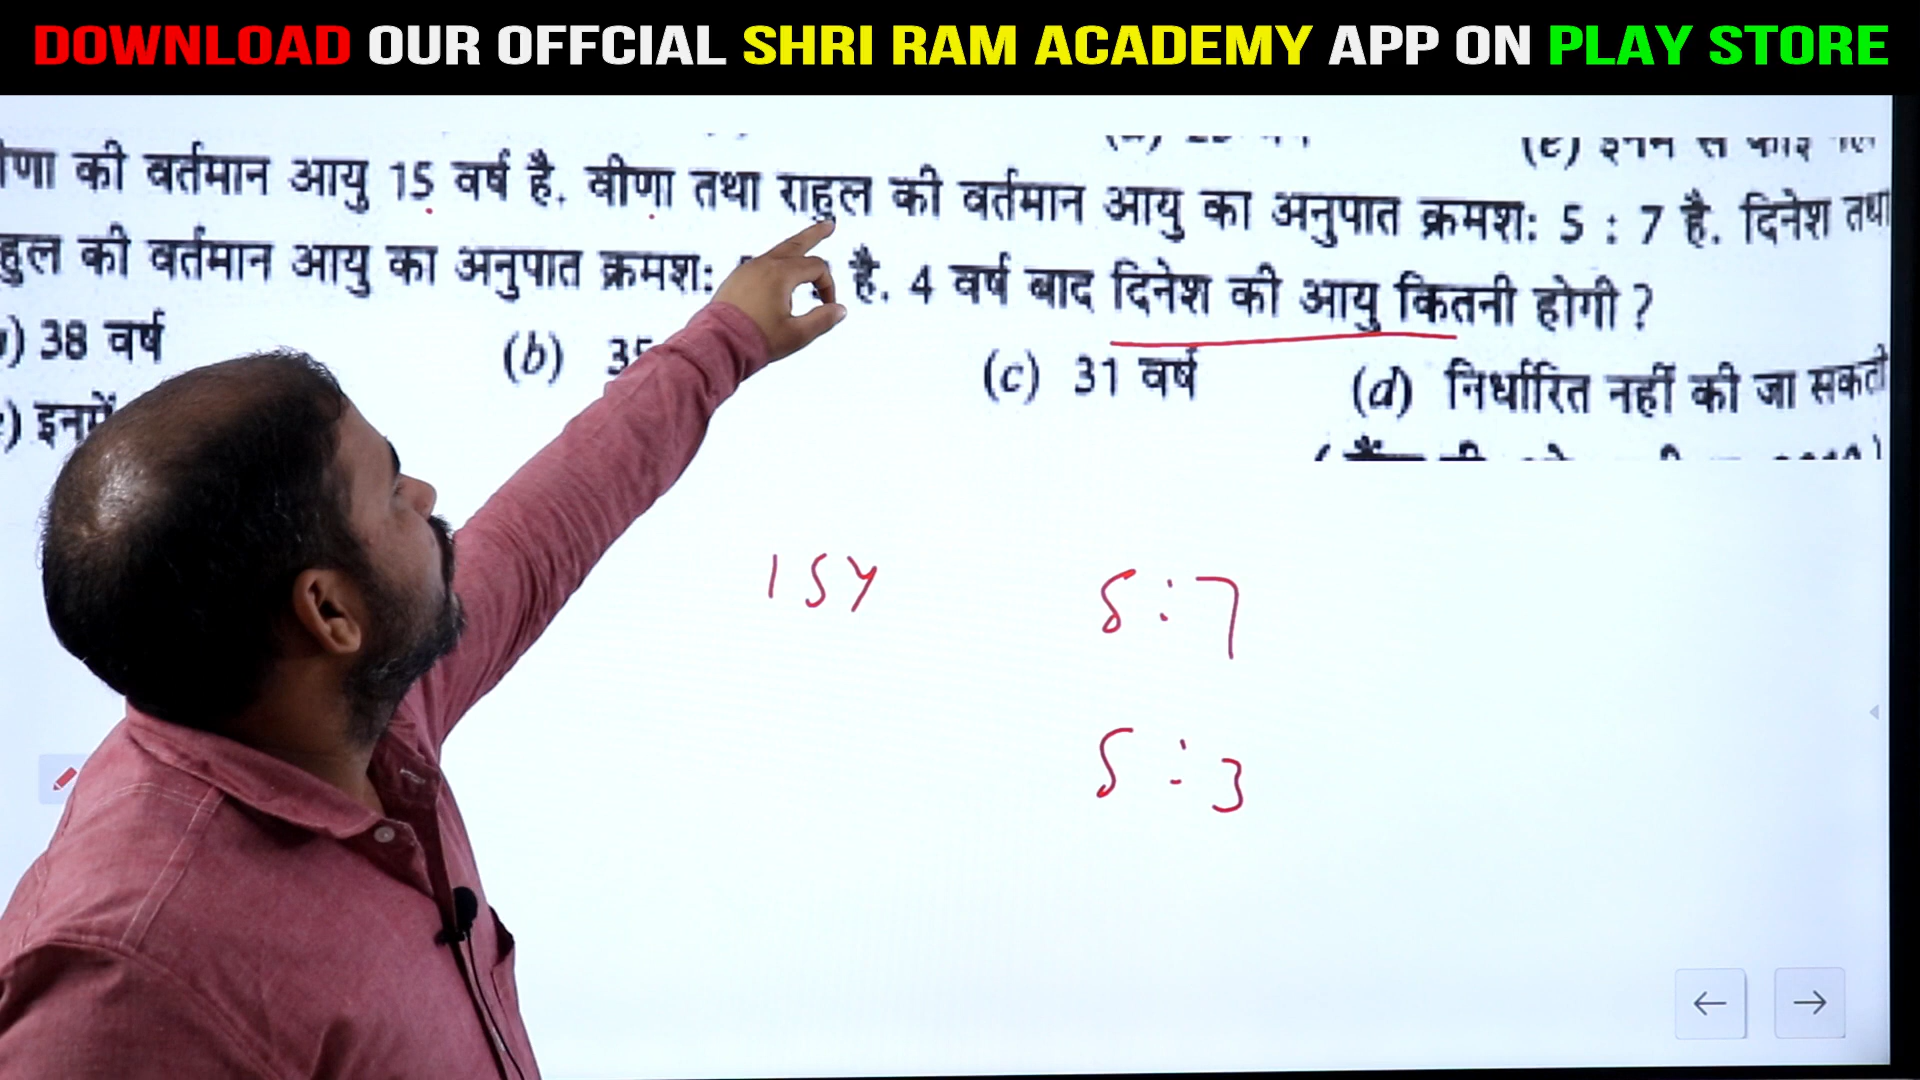 DOWNLOAD OUR OFFCIAL SHRI RAM ACADEMY APP ON PLAY STORE
की वर्तमान आयु 15 वर्ष है. वीणा तथा राहुल की वर्तमान आयु का अनुपात क्रमश: 5 : 7 है. दिनेश तथा
की वर्तमान आयु का अनुपात क्रमश: है. 4 वर्ष बाद दिनेश की आयु कितनी होगी ?
38 वर्ष (b) (c) 31 वर्ष (d) निर्धारित नहीं की जा सकती
15Y 5:7
5:3